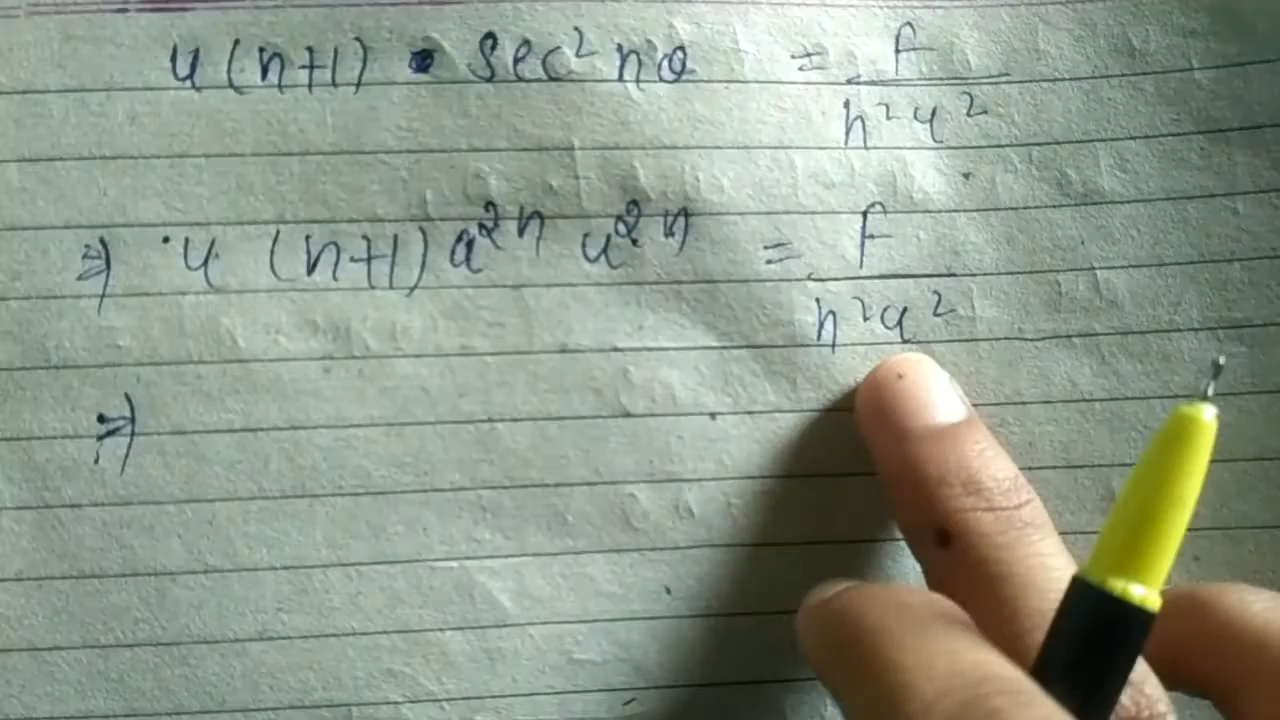 u (n+1) • sec² nθ = F / h²u²
⇒ u (n+1) a²ⁿ u²ⁿ = F / h²u²
⇒